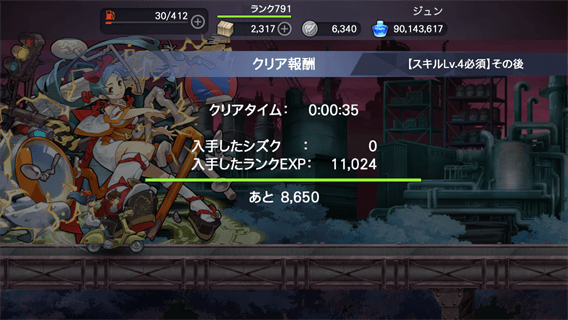 ランク791
ジュン
30/412
2,317
6,340
90,143,617
クリア報酬
【スキルLv.4必須】その後
クリアタイム： 0:00:35
入手したシズク ： 0
入手したランクEXP： 11,024
あと 8,650